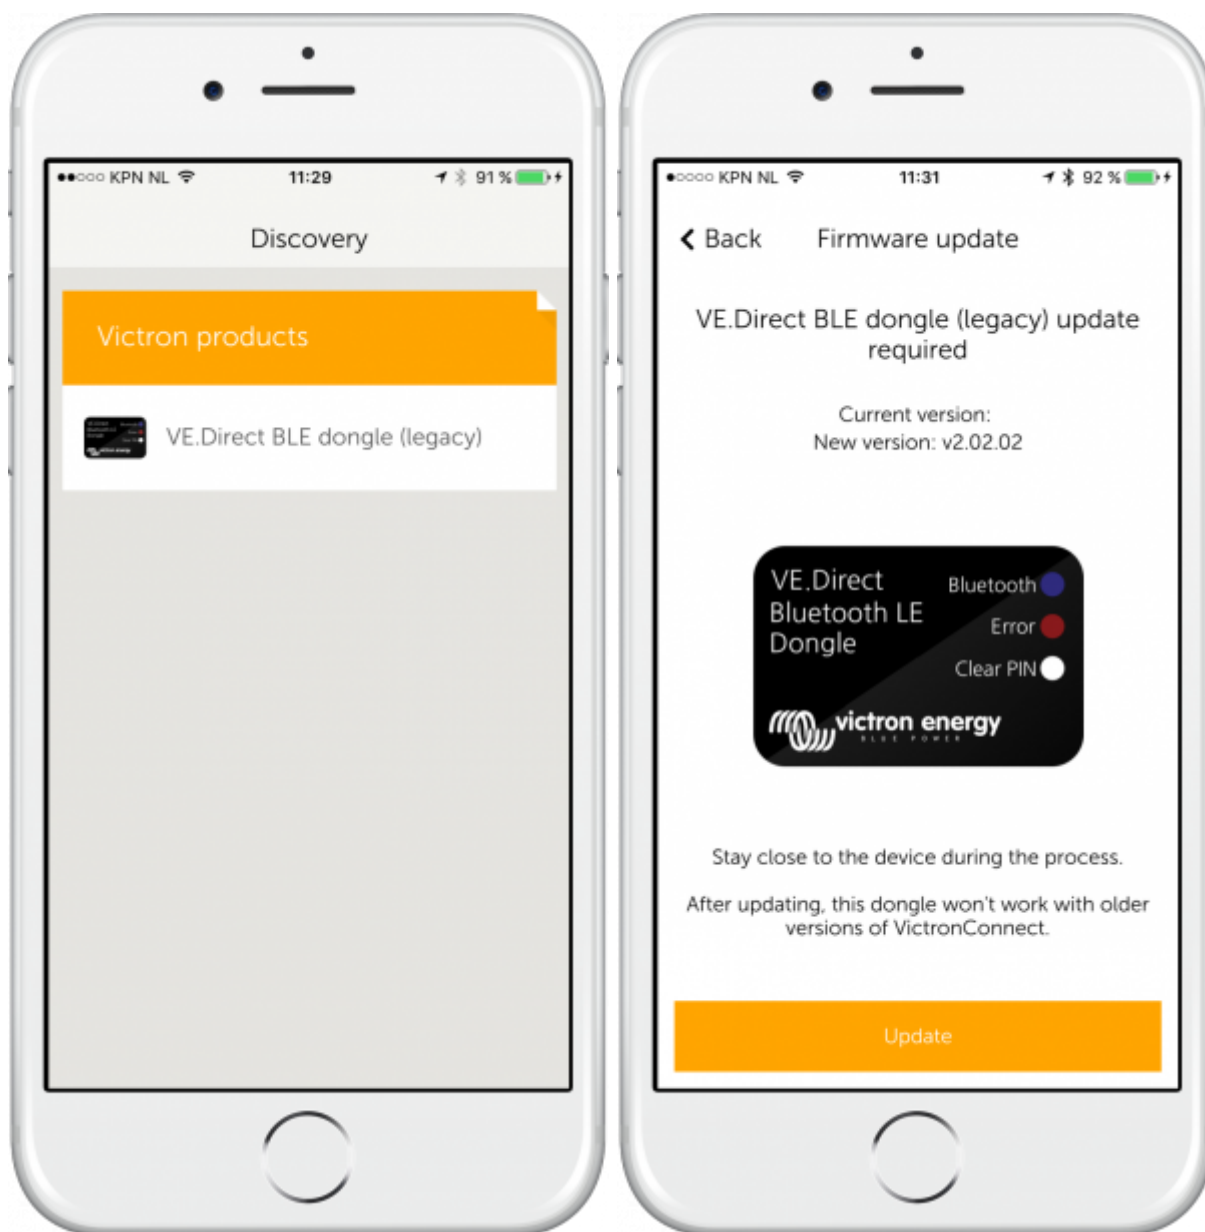 KPN NL 11:29 91 %
Discovery
Victron products
VE.Direct BLE dongle (legacy)
KPN NL 11:31 92 %
Back Firmware update
VE.Direct BLE dongle (legacy) update
required
Current version:
New version: v2.02.02
VE.Direct
Bluetooth LE
Dongle
Bluetooth
Error
Clear PIN
victron energy
BLUE POWER
Stay close to the device during the process.
After updating, this dongle won't work with older
versions of VictronConnect.
Update